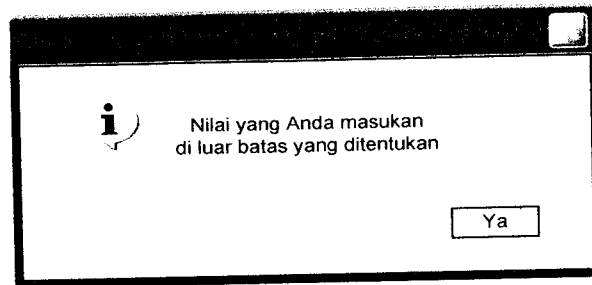 Nilai yang Anda masukan
di luar batas yang ditentukan
Ya